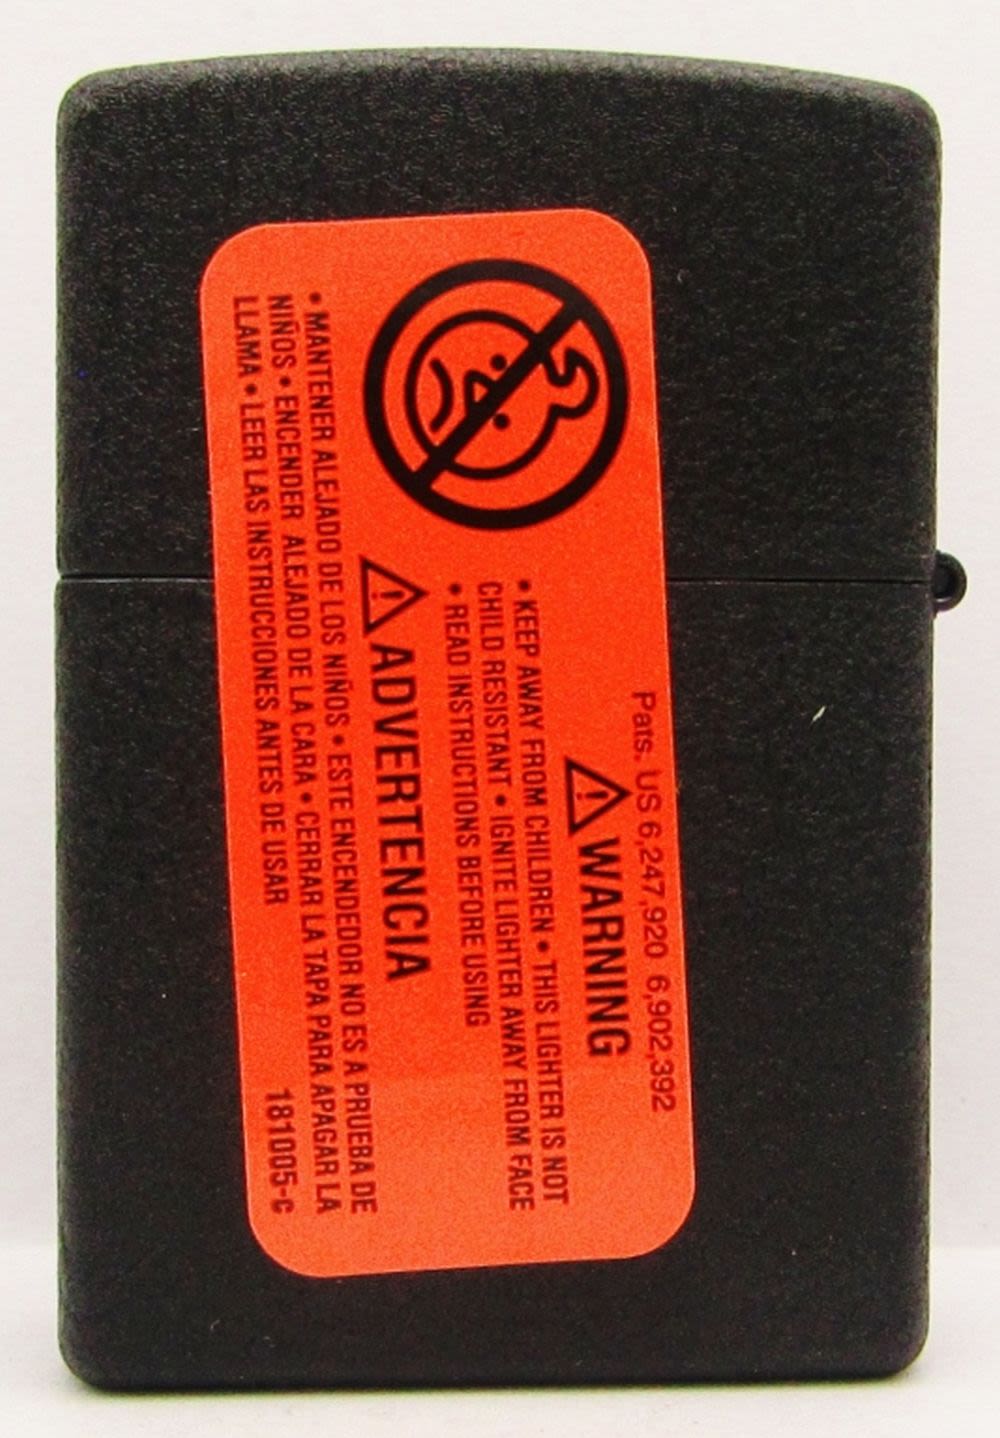 Pats. US 6,247,920 6,902,392
WARNING
• KEEP AWAY FROM CHILDREN • THIS LIGHTER IS NOT
CHILD RESISTANT • IGNITE LIGHTER AWAY FROM FACE
• READ INSTRUCTIONS BEFORE USING
ADVERTENCIA
• MANTENER ALEJADO DE LOS NIÑOS • ESTE ENCENDEDOR NO ES A PRUEBA DE
NIÑOS • ENCENDER ALEJADO DE LA CARA • CERRAR LA TAPA PARA APAGAR LA
LLAMA • LEER LAS INSTRUCCIONES ANTES DE USAR 181005-C